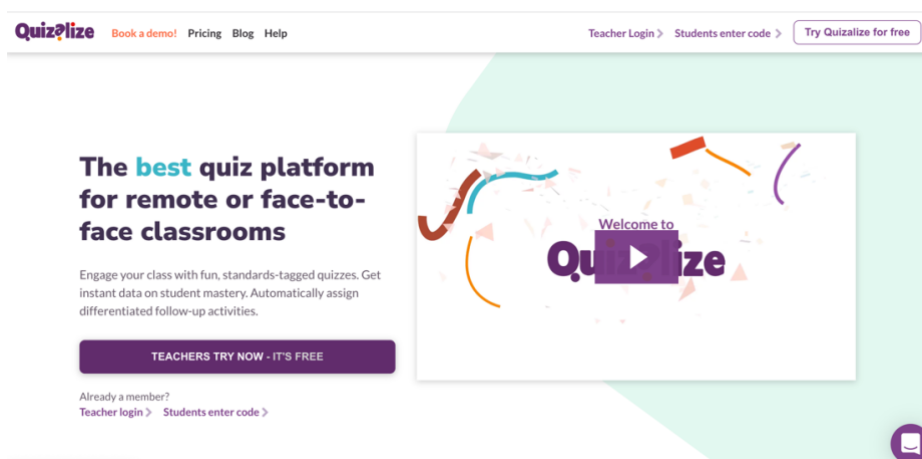 Quizalize
Book a demo! Pricing Blog Help
Teacher Login > Students enter code > Try Quizalize for free
The best quiz platform
for remote or face-to-
face classrooms
Engage your class with fun, standards-tagged quizzes. Get
instant data on student mastery. Automatically assign
differentiated follow-up activities.
TEACHERS TRY NOW - IT'S FREE
Already a member?
Teacher login > Students enter code >
Welcome to
Quizalize